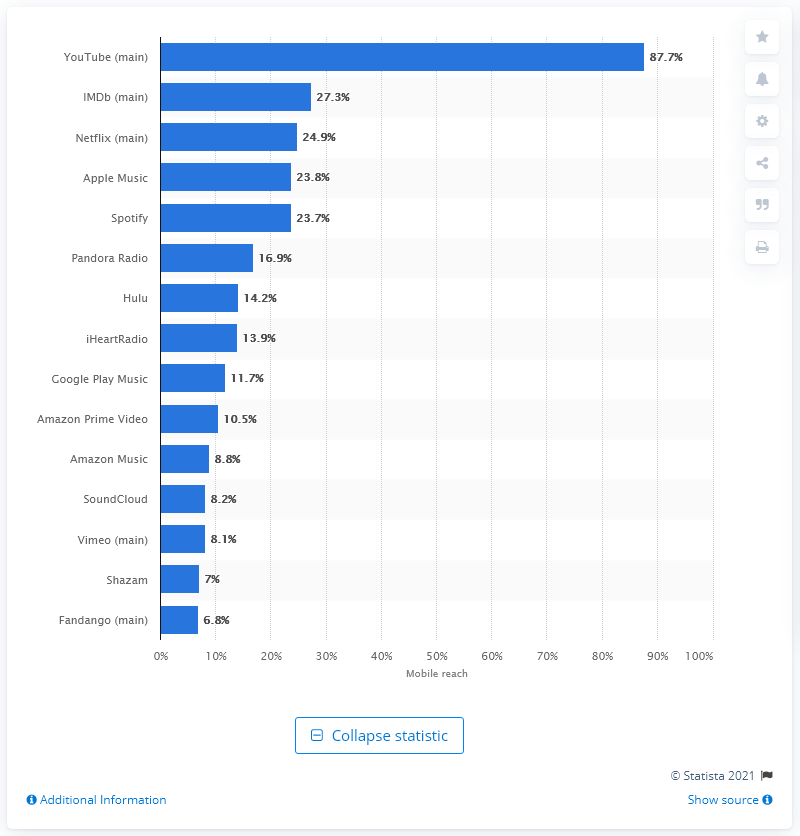 YouTube (main) 87.7%
IMDb (main) 27.3%
Netflix (main) 24.9%
Apple Music 23.8%
Spotify 23.7%
Pandora Radio 16.9%
Hulu 14.2%
iHeartRadio 13.9%
Google Play Music 11.7%
Amazon Prime Video 10.5%
Amazon Music 8.8%
SoundCloud 8.2%
Vimeo (main) 8.1%
Shazam 7%
Fandango (main) 6.8%
0% 10% 20% 30% 40% 50% 60% 70% 80% 90% 100%
Mobile reach
Collapse statistic
© Statista 2021
Additional Information Show source